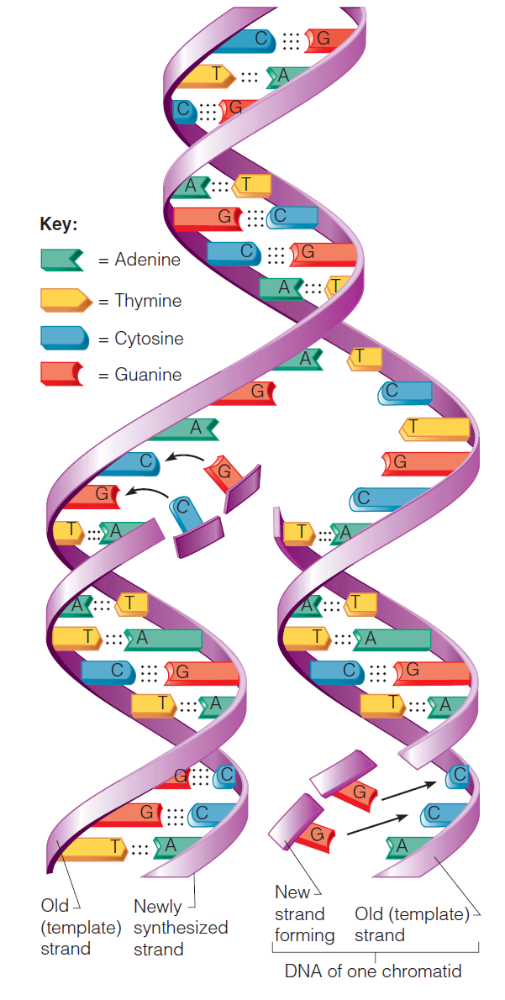 C G
T A
C G
A T
G C
C G
A T
Key:
= Adenine
= Thymine
= Cytosine
= Guanine
A T
G C
A T
C G G
G C C
T A T A
A T A T
T A T A
C G C G
T A T A
G C C
G
G C C
G
T A A
Old
(template)
strand
Newly
synthesized
strand
New
strand
forming
Old (template)
strand
DNA of one chromatid